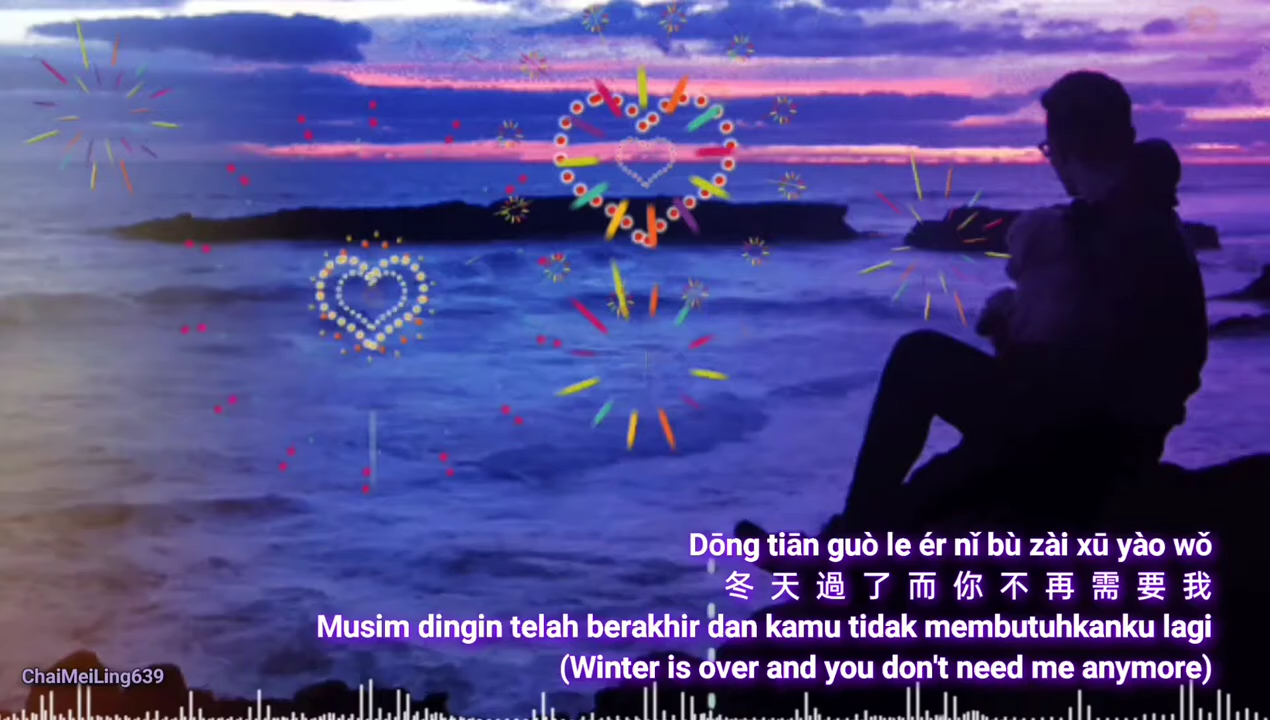 Dōng tiān guò le ér nǐ bù zài xū yào wǒ
冬天過了而你不再需要我
Musim dingin telah berakhir dan kamu tidak membutuhkanku lagi
(Winter is over and you don't need me anymore)
ChaiMeiLing639